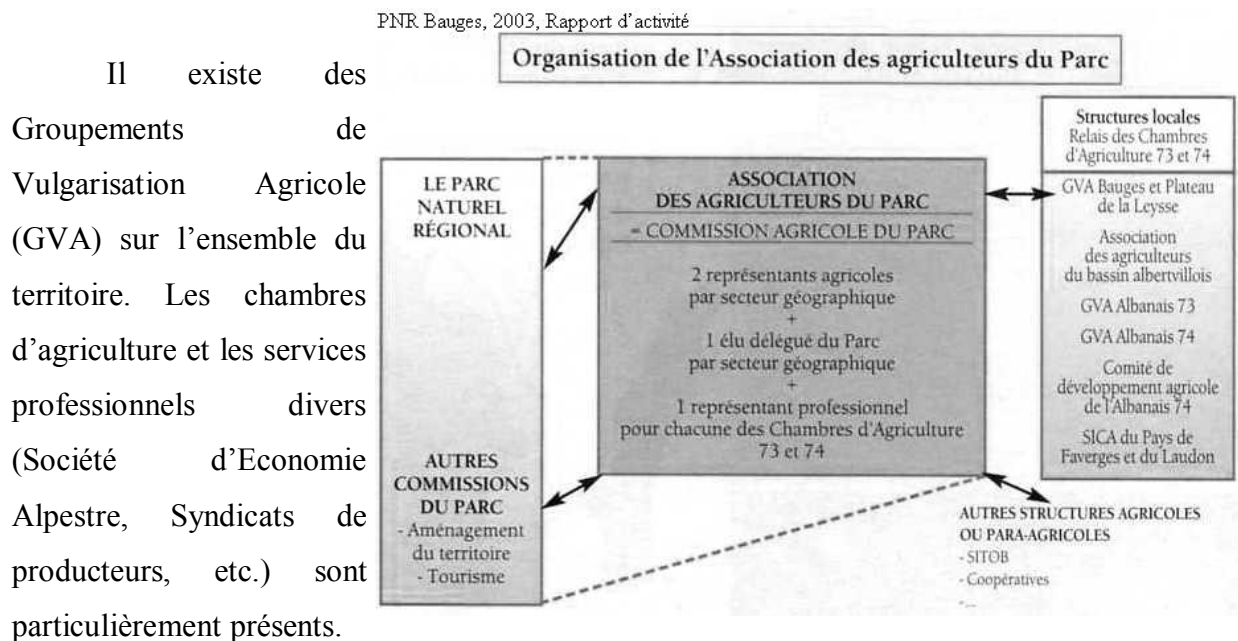 PNR Bauges, 2003, Rapport d'activité
Il existe des
Groupements de
Vulgarisation Agricole
(GVA) sur l'ensemble du
territoire. Les chambres
d'agriculture et les services
professionnels divers
(Société d'Economie
Alpestre, Syndicats de
producteurs, etc.) sont
particulièrement présents.
Organisation de l'Association des agriculteurs du Parc
LE PARC
NATUREL
RÉGIONAL
AUTRES
COMMISSIONS
DU PARC
- Aménagement
du territoire
- Tourisme
ASSOCIATION
DES AGRICULTEURS DU PARC
= COMMISSION AGRICOLE DU PARC
2 représentants agricoles
par secteur géographique
+
1 élu délégué du Parc
par secteur géographique
+
1 représentant professionnel
pour chacune des Chambres d'Agriculture
73 et 74
Structures locales
Relais des Chambres
d'Agriculture 73 et 74
GVA Bauges et Plateau
de la Leysse
Association
des agriculteurs
du bassin albertvillois
GVA Albanais 73
GVA Albanais 74
Comité de
développement agricole
de l'Albanais 74
SICA du Pays de
Faverges et du Laudon
AUTRES STRUCTURES AGRICOLES
OU PARA-AGRICOLES
- SITOB
- Coopératives
-...